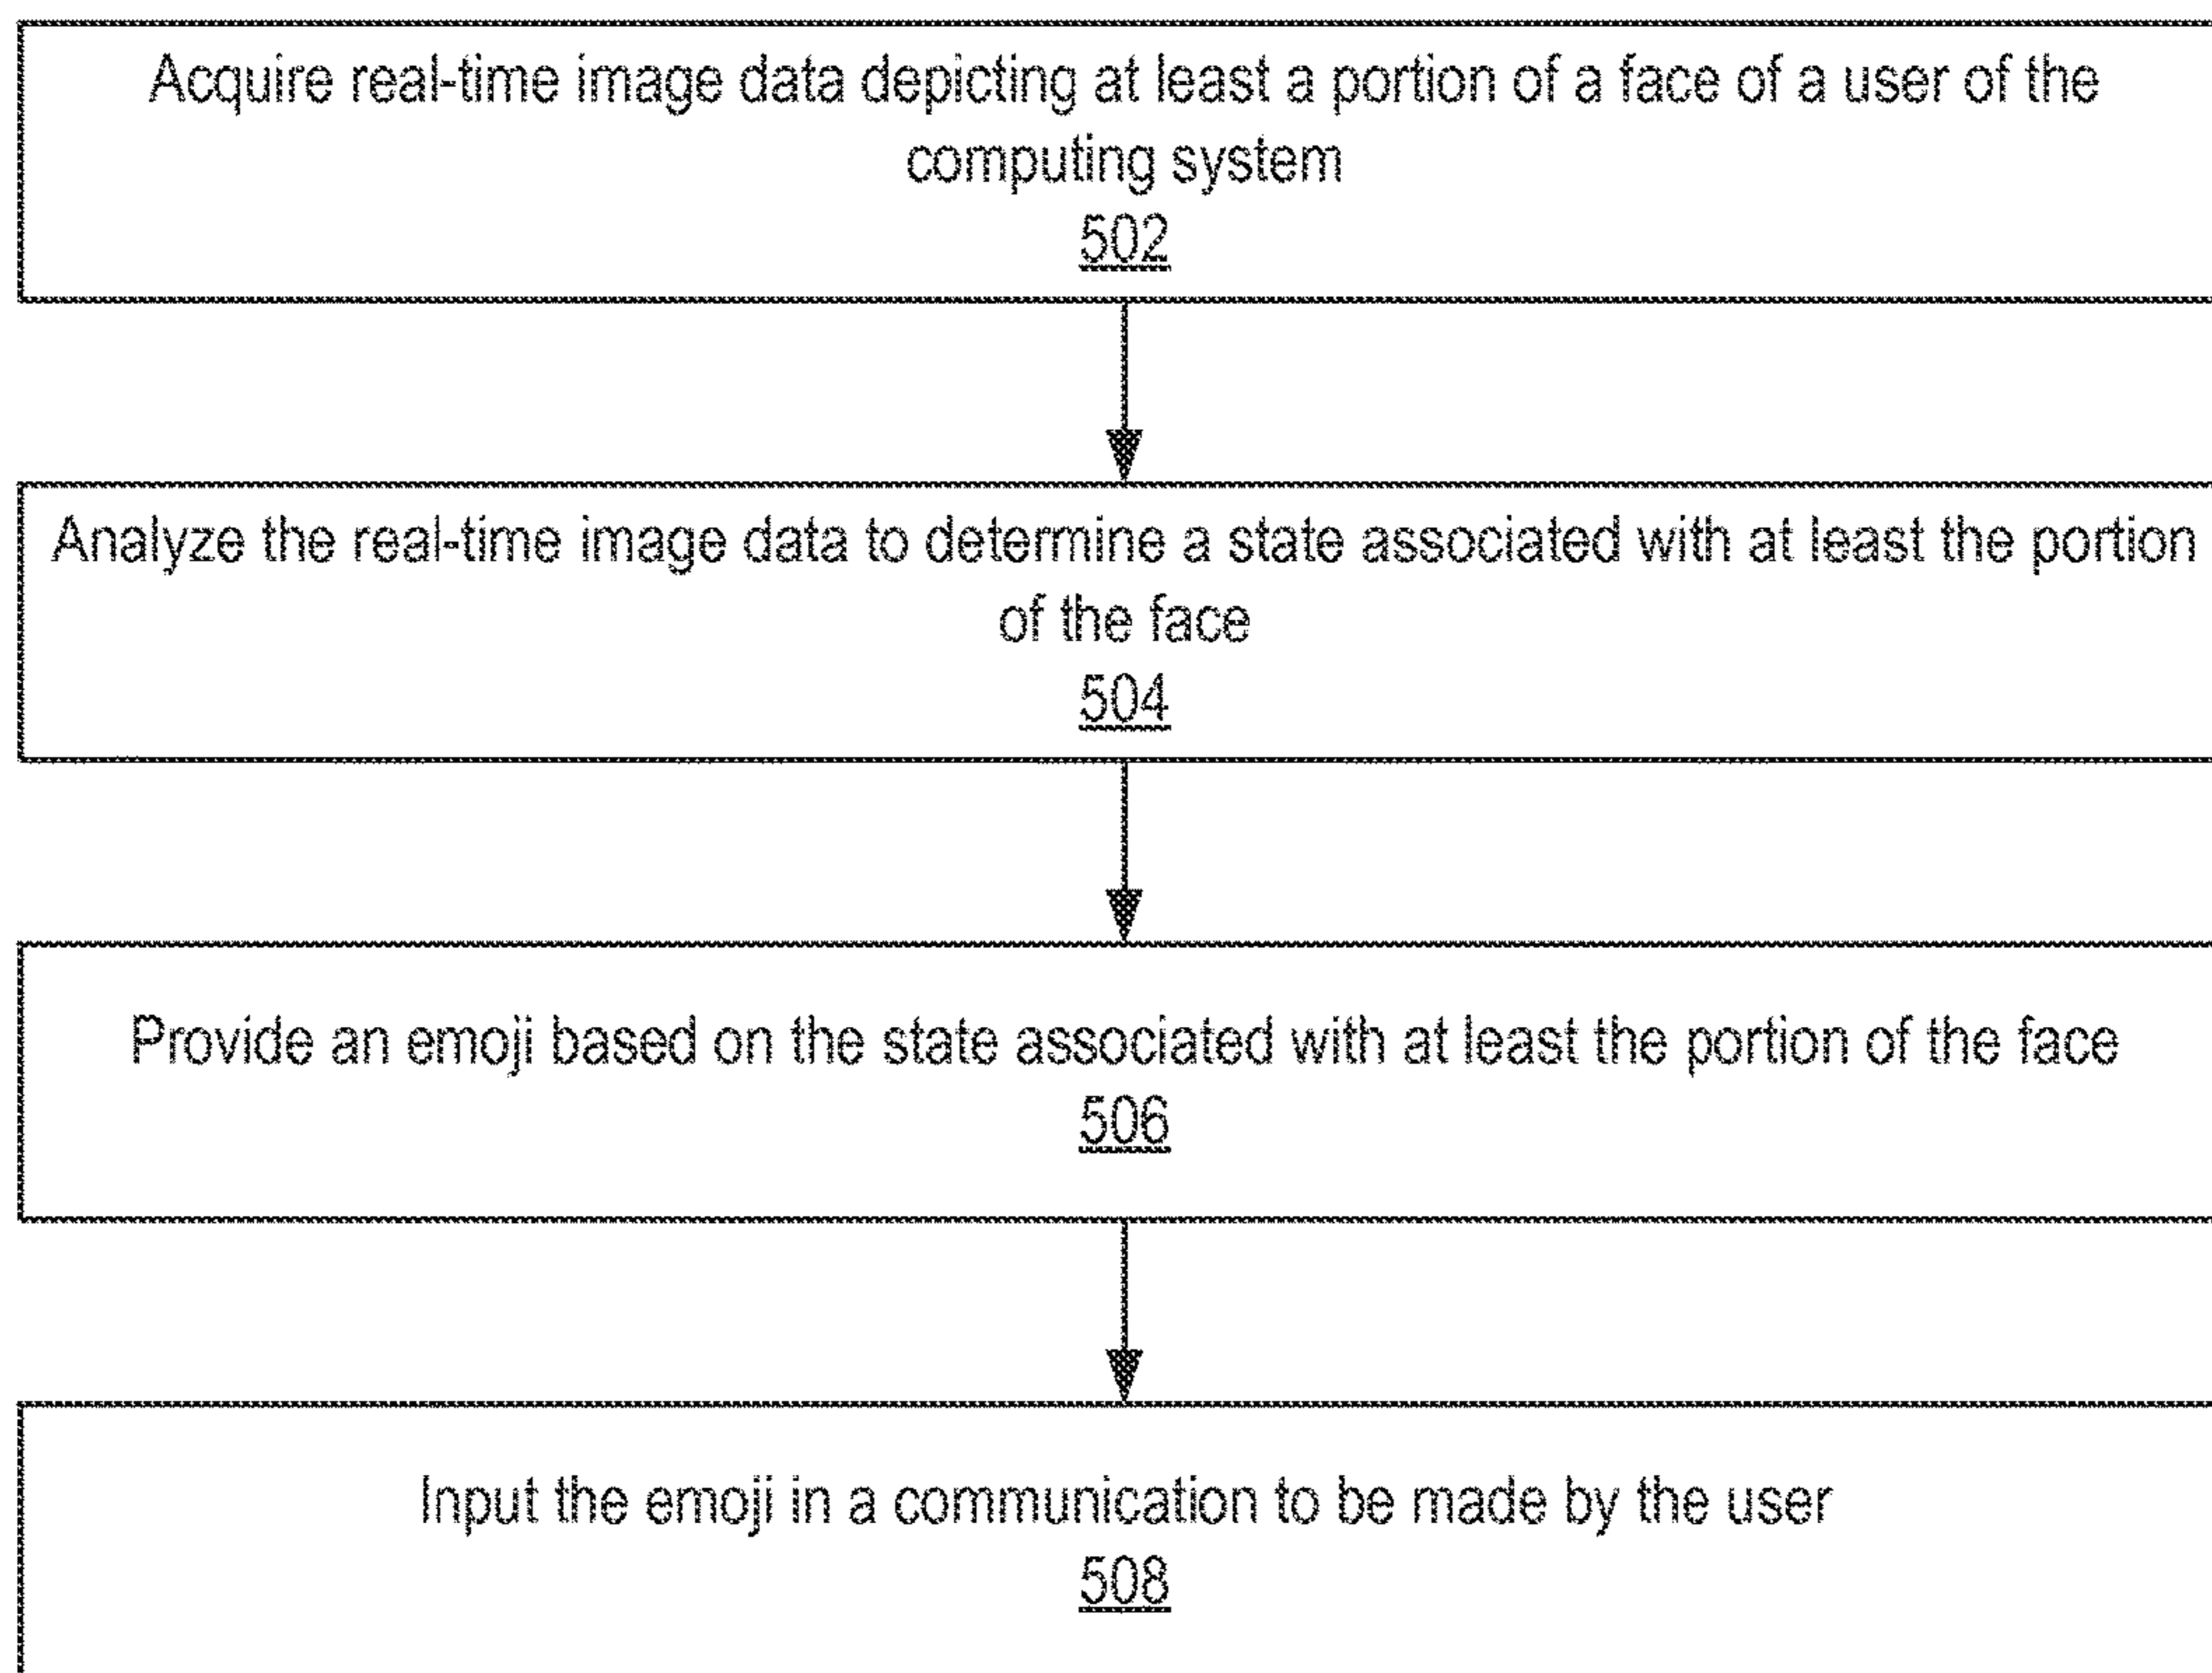 Acquire real-time image data depicting at least a portion of a face of a user of the
computing system
502
Analyze the real-time image data to determine a state associated with at least the portion
of the face
504
Provide an emoji based on the state associated with at least the portion of the face
506
Input the emoji in a communication to be made by the user
508